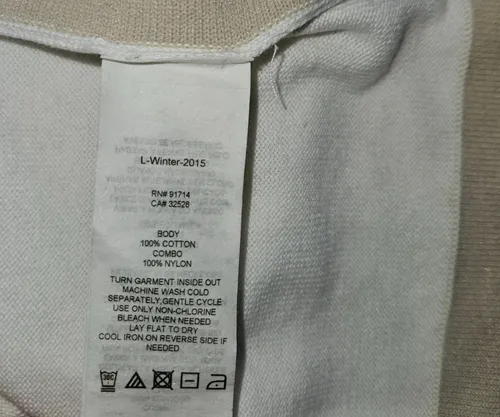 L-Winter-2015
RN# 91714
CA# 32528
BODY
100% COTTON
COMBO
100% NYLON
TURN GARMENT INSIDE OUT
MACHINE WASH COLD
SEPARATELY,GENTLE CYCLE
USE ONLY NON-CHLORINE
BLEACH WHEN NEEDED
LAY FLAT TO DRY
COOL IRON ON REVERSE SIDE IF
NEEDED